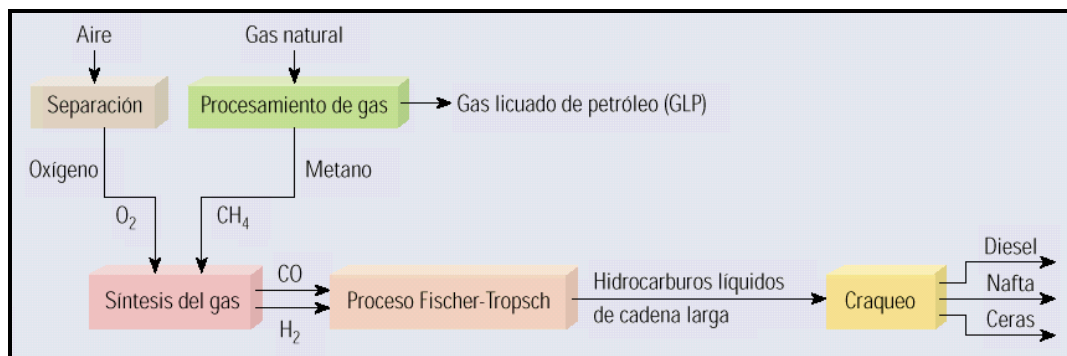 Aire
Gas natural
Separación
Procesamiento de gas
Gas licuado de petróleo (GLP)
Oxígeno
Metano
O₂
CH₄
Síntesis del gas
CO
H₂
Proceso Fischer-Tropsch
Hidrocarburos líquidos
de cadena larga
Craqueo
Diesel
Nafta
Ceras